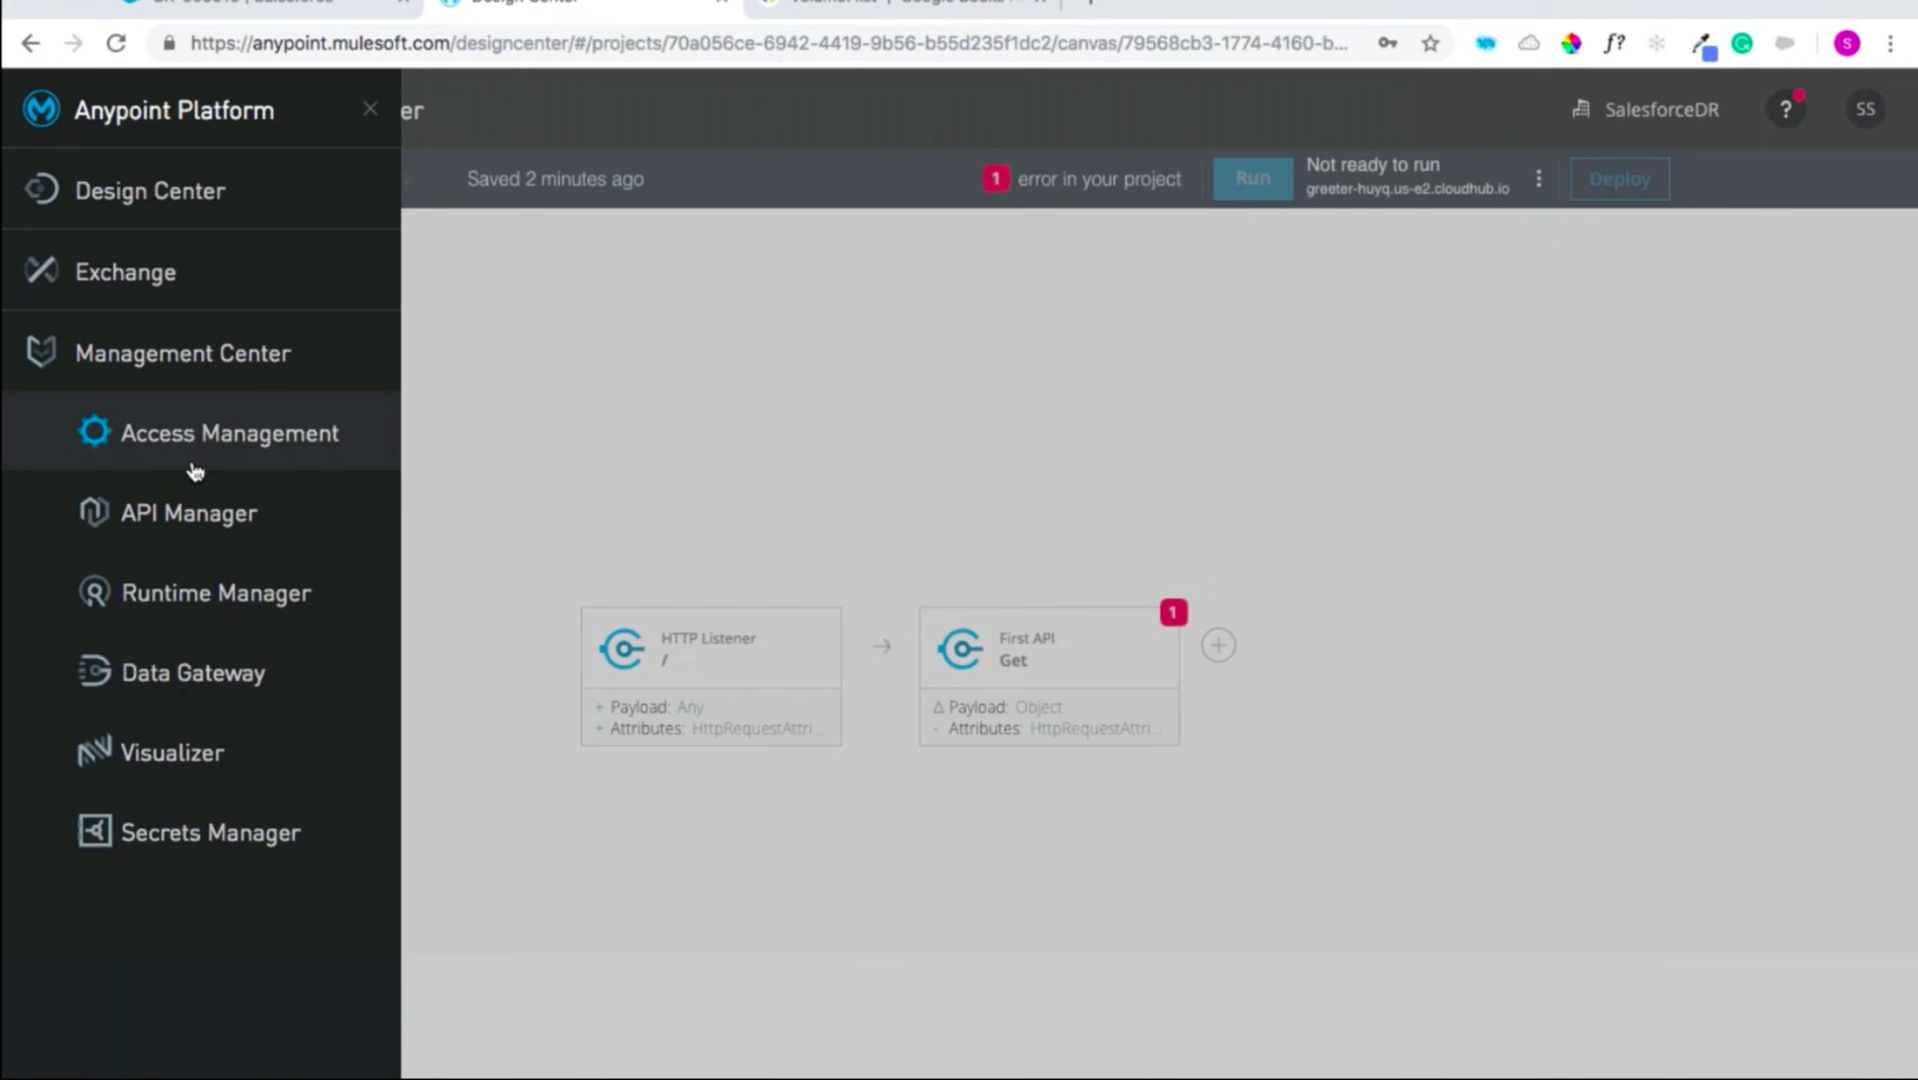 Design Center
https://anypoint.mulesoft.com/designcenter/#/projects/70a056ce-6942-4419-9b56-b55d235f1dc2/canvas/79568cb3-1774-4160-b...
f?
S
Anypoint Platform
er
SalesforceDR
?
SS
Design Center
Saved 2 minutes ago
1 error in your project
Run
Not ready to run
greeter-huyq.us-e2.cloudhub.io
Deploy
Exchange
Management Center
Access Management
API Manager
Runtime Manager
Data Gateway
Visualizer
Secrets Manager
HTTP Listener
/
+ Payload: Any
+ Attributes: HttpRequestAttri...
1
First API
Get
Δ Payload: Object
- Attributes: HttpRequestAttri...